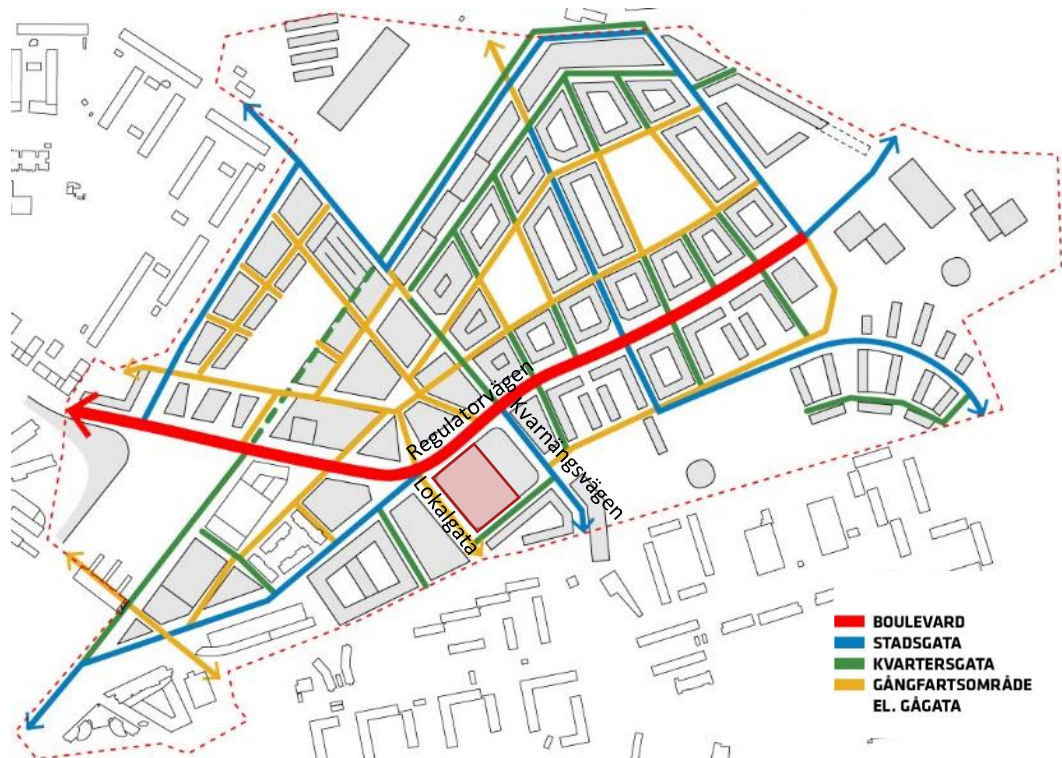 Regulatorvägen
Kvarnängsvägen
Lokalgata
BOULEVARD
STADSGATA
KVARTERSGATA
GÅNGFARTSOMRÅDE
EL. GÅGATA